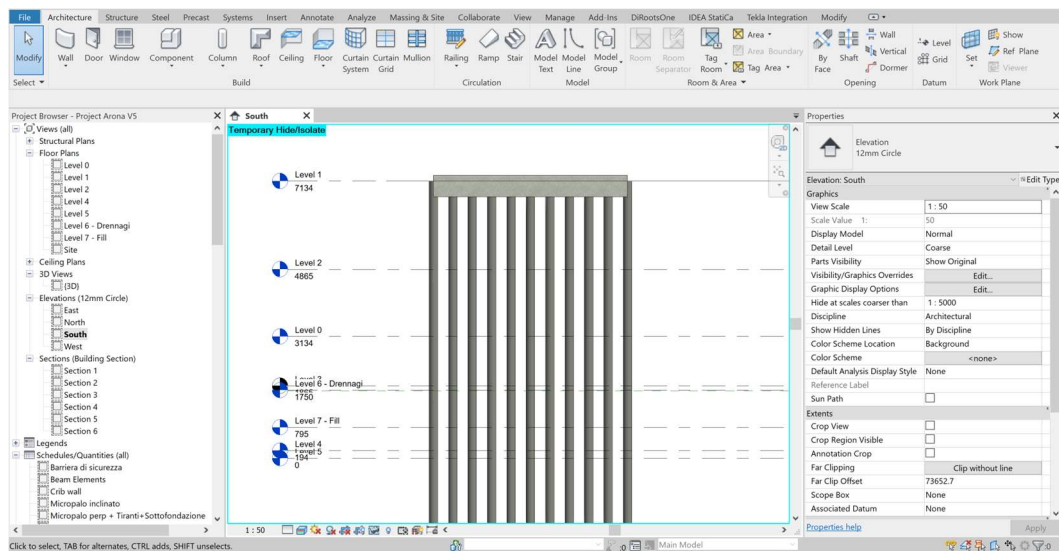 File Architecture Structure Steel Precast Systems Insert Annotate Analyze Massing & Site Collaborate View Manage Add-Ins DiRootsOne IDEA StatiCa Tekla Integration Modify
Modify Wall Door Window Component Column Roof Ceiling Floor Curtain System Curtain Grid Mullion Railing Ramp Stair Model Text Model Line Model Group Room Room Separator Tag Room Area Area Boundary Tag Area By Face Shaft Wall Vertical Dormer Level Grid Set Show Ref Plane Viewer
Select Build Circulation Model Room & Area Opening Datum Work Plane
Project Browser - Project Arona V5
Views (all)
Structural Plans
Floor Plans
Level 0
Level 1
Level 2
Level 4
Level 5
Level 6 - Drennagi
Level 7 - Fill
Site
Ceiling Plans
3D Views
{3D}
Elevations (12mm Circle)
East
North
South
West
Sections (Building Section)
Section 1
Section 2
Section 3
Section 4
Section 5
Section 6
Legends
Schedules/Quantities (all)
Barriera di sicurezza
Beam Elements
Crib wall
Micropalo inclinato
Micropalo perp + Tiranti+Sottofondazione
South
Temporary Hide/Isolate
Level 1
7134
Level 2
4865
Level 0
3134
Level 6 - Drennagi
1750
Level 7 - Fill
795
Level 4
Level 5
194
0
1 : 50
Properties
Elevation
12mm Circle
Elevation: South Edit Type
Graphics
View Scale 1 : 50
Scale Value 1: 50
Display Model Normal
Detail Level Coarse
Parts Visibility Show Original
Visibility/Graphics Overrides Edit...
Graphic Display Options Edit...
Hide at scales coarser than 1 : 5000
Discipline Architectural
Show Hidden Lines By Discipline
Color Scheme Location Background
Color Scheme <none>
Default Analysis Display Style None
Reference Label
Sun Path
Extents
Crop View
Crop Region Visible
Annotation Crop
Far Clipping Clip without line
Far Clip Offset 73652.7
Scope Box None
Associated Datum None
Properties help Apply
Click to select, TAB for alternates, CTRL adds, SHIFT unselects. :0 Main Model :0